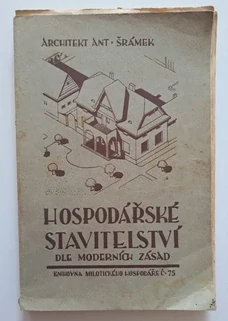 ARCHITEKT ANT · ŠRÁMEK
HOSPODÁŘSKÉ
STAVITELSTVÍ
DLE MODERNÍCH ZÁSAD
KNIHOVNA MILOTICKÉHO HOSPODÁŘE Č · 75